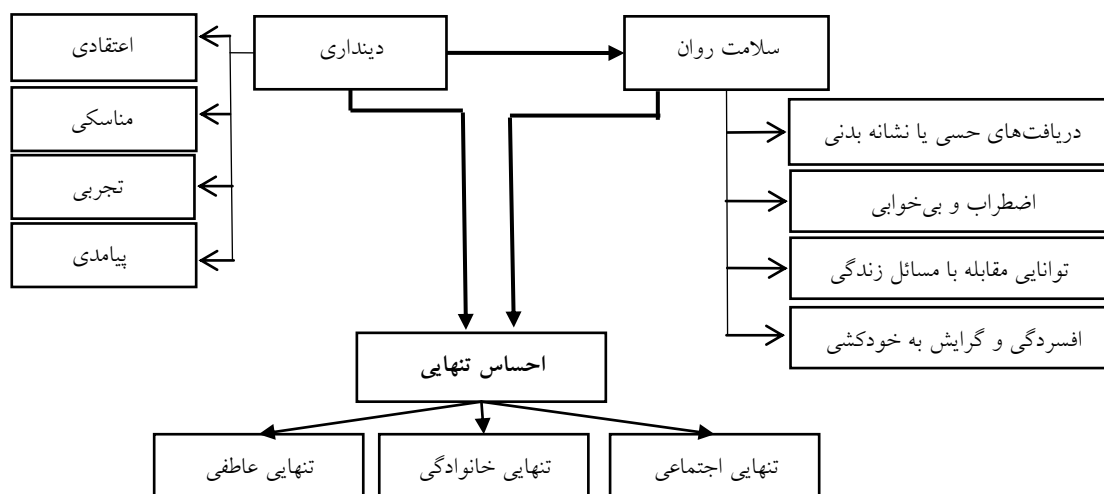 سلامت روان
دینداری
اعتقادی
مناسکی
تجربی
پیامدی
دریافت‌های حسی یا نشانه بدنی
اضطراب و بی‌خوابی
توانایی مقابله با مسائل زندگی
افسردگی و گرایش به خودکشی
احساس تنهایی
تنهایی اجتماعی
تنهایی خانوادگی
تنهایی عاطفی